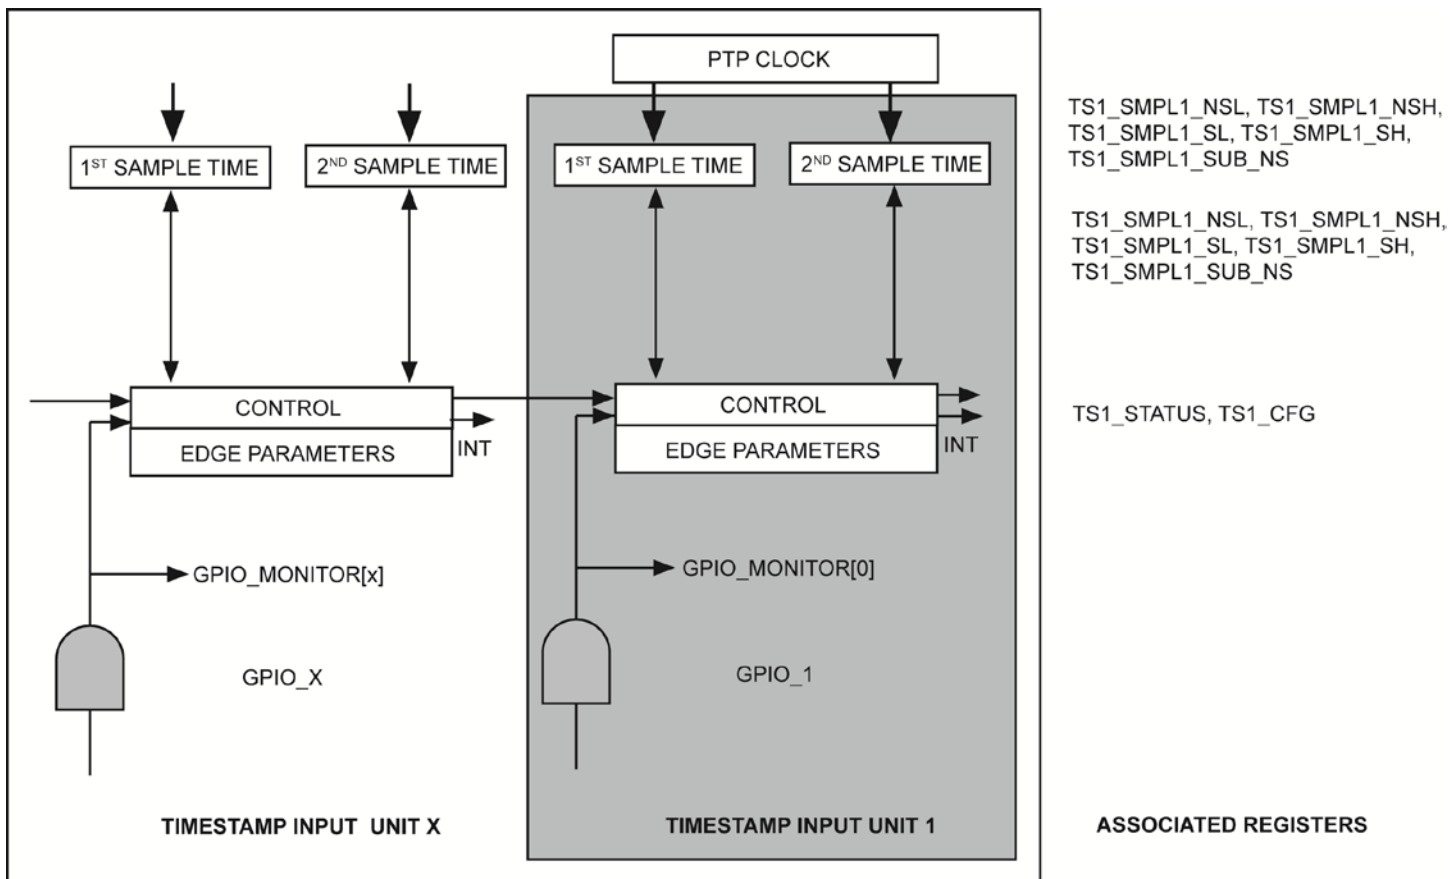 PTP CLOCK
1ST SAMPLE TIME
2ND SAMPLE TIME
1ST SAMPLE TIME
2ND SAMPLE TIME
TS1_SMPL1_NSL, TS1_SMPL1_NSH,
TS1_SMPL1_SL, TS1_SMPL1_SH,
TS1_SMPL1_SUB_NS
TS1_SMPL1_NSL, TS1_SMPL1_NSH,
TS1_SMPL1_SL, TS1_SMPL1_SH,
TS1_SMPL1_SUB_NS
CONTROL
EDGE PARAMETERS
INT
CONTROL
EDGE PARAMETERS
INT
TS1_STATUS, TS1_CFG
GPIO_MONITOR[x]
GPIO_MONITOR[0]
GPIO_X
GPIO_1
TIMESTAMP INPUT UNIT X
TIMESTAMP INPUT UNIT 1
ASSOCIATED REGISTERS